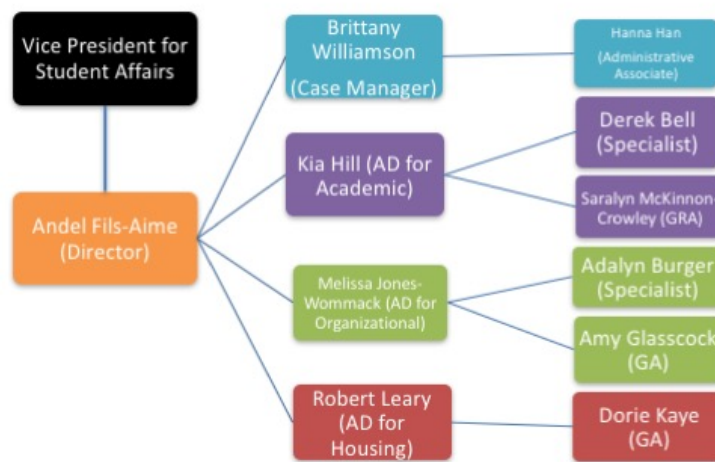 Vice President for
Student Affairs
Andel Fils-Aime
(Director)
Brittany
Williamson
(Case Manager)
Kia Hill (AD for
Academic)
Melissa Jones-
Wommack (AD for
Organizational)
Robert Leary
(AD for
Housing)
Hanna Han
(Administrative
Associate)
Derek Bell
(Specialist)
Saralyn McKinnon-
Crowley (GRA)
Adalyn Burger
(Specialist)
Amy Glasscock
(GA)
Dorie Kaye
(GA)